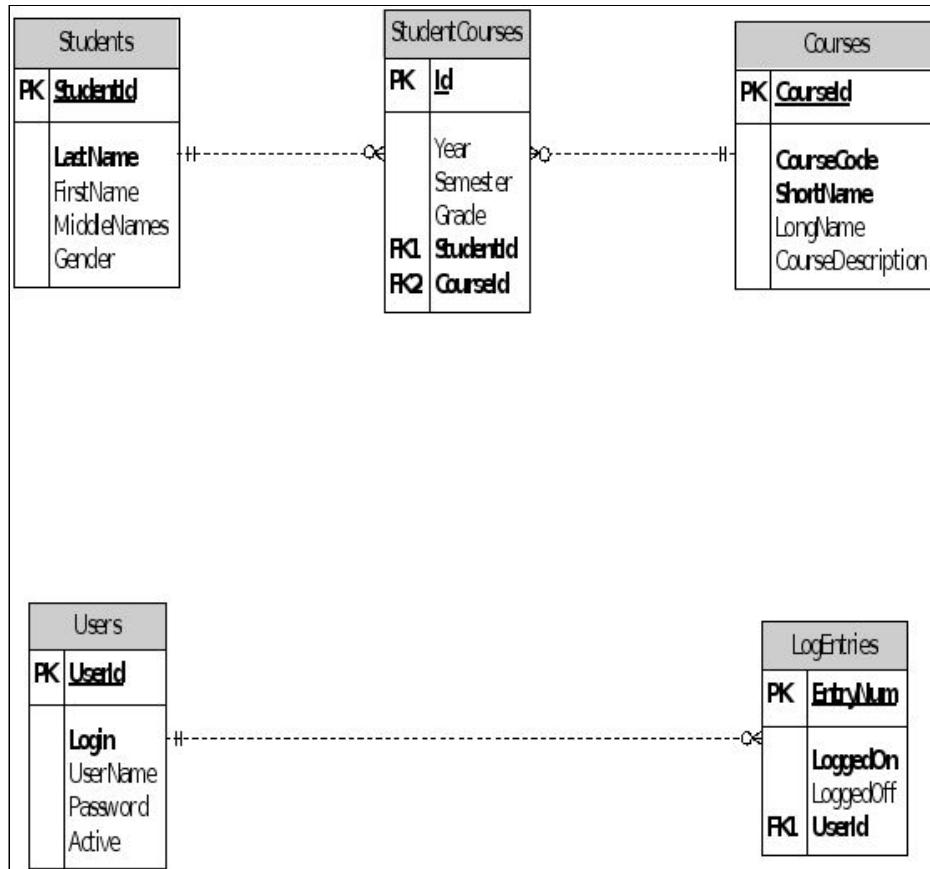 Students
PK StudentId
LastName
FirstName
MiddleNames
Gender
StudentCourses
PK Id
Year
Semester
Grade
FK1 StudentId
FK2 CourseId
Courses
PK CourseId
CourseCode
ShortName
LongName
CourseDescription
Users
PK UserId
Login
UserName
Password
Active
LogEntries
PK EntryNum
LoggedOn
LoggedOff
FK1 UserId